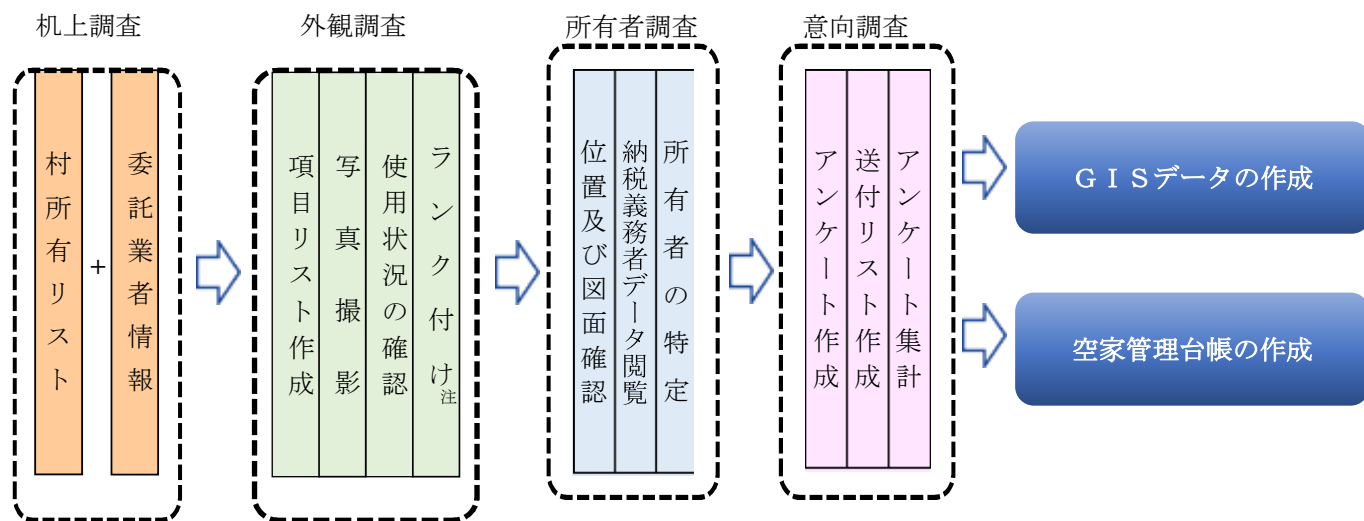 机上調査
村所有リスト
+
委託業者情報
外観調査
項目リスト作成
写真撮影
使用状況の確認
ランク付け注
所有者調査
位置及び図面確認
納税義務者データ閲覧
所有者の特定
意向調査
アンケート作成
送付リスト作成
アンケート集計
ＧＩＳデータの作成
空家管理台帳の作成